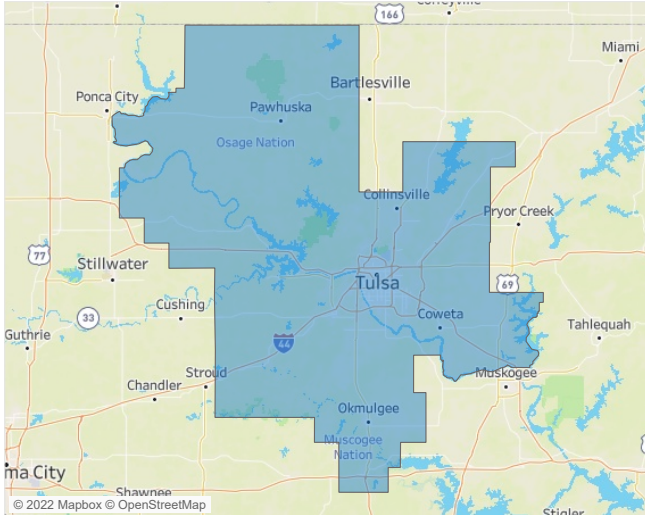 Coffeyville
166
Miami
Bartlesville
Ponca City
Pawhuska
Osage Nation
Collinsville
Pryor Creek
77
Stillwater
Tulsa
69
Cushing
33
Coweta
Tahlequah
Guthrie
44
Stroud
Muskogee
Chandler
Okmulgee
Muscogee
Nation
ma City
Shawnee
© 2022 Mapbox © OpenStreetMap
Stigler